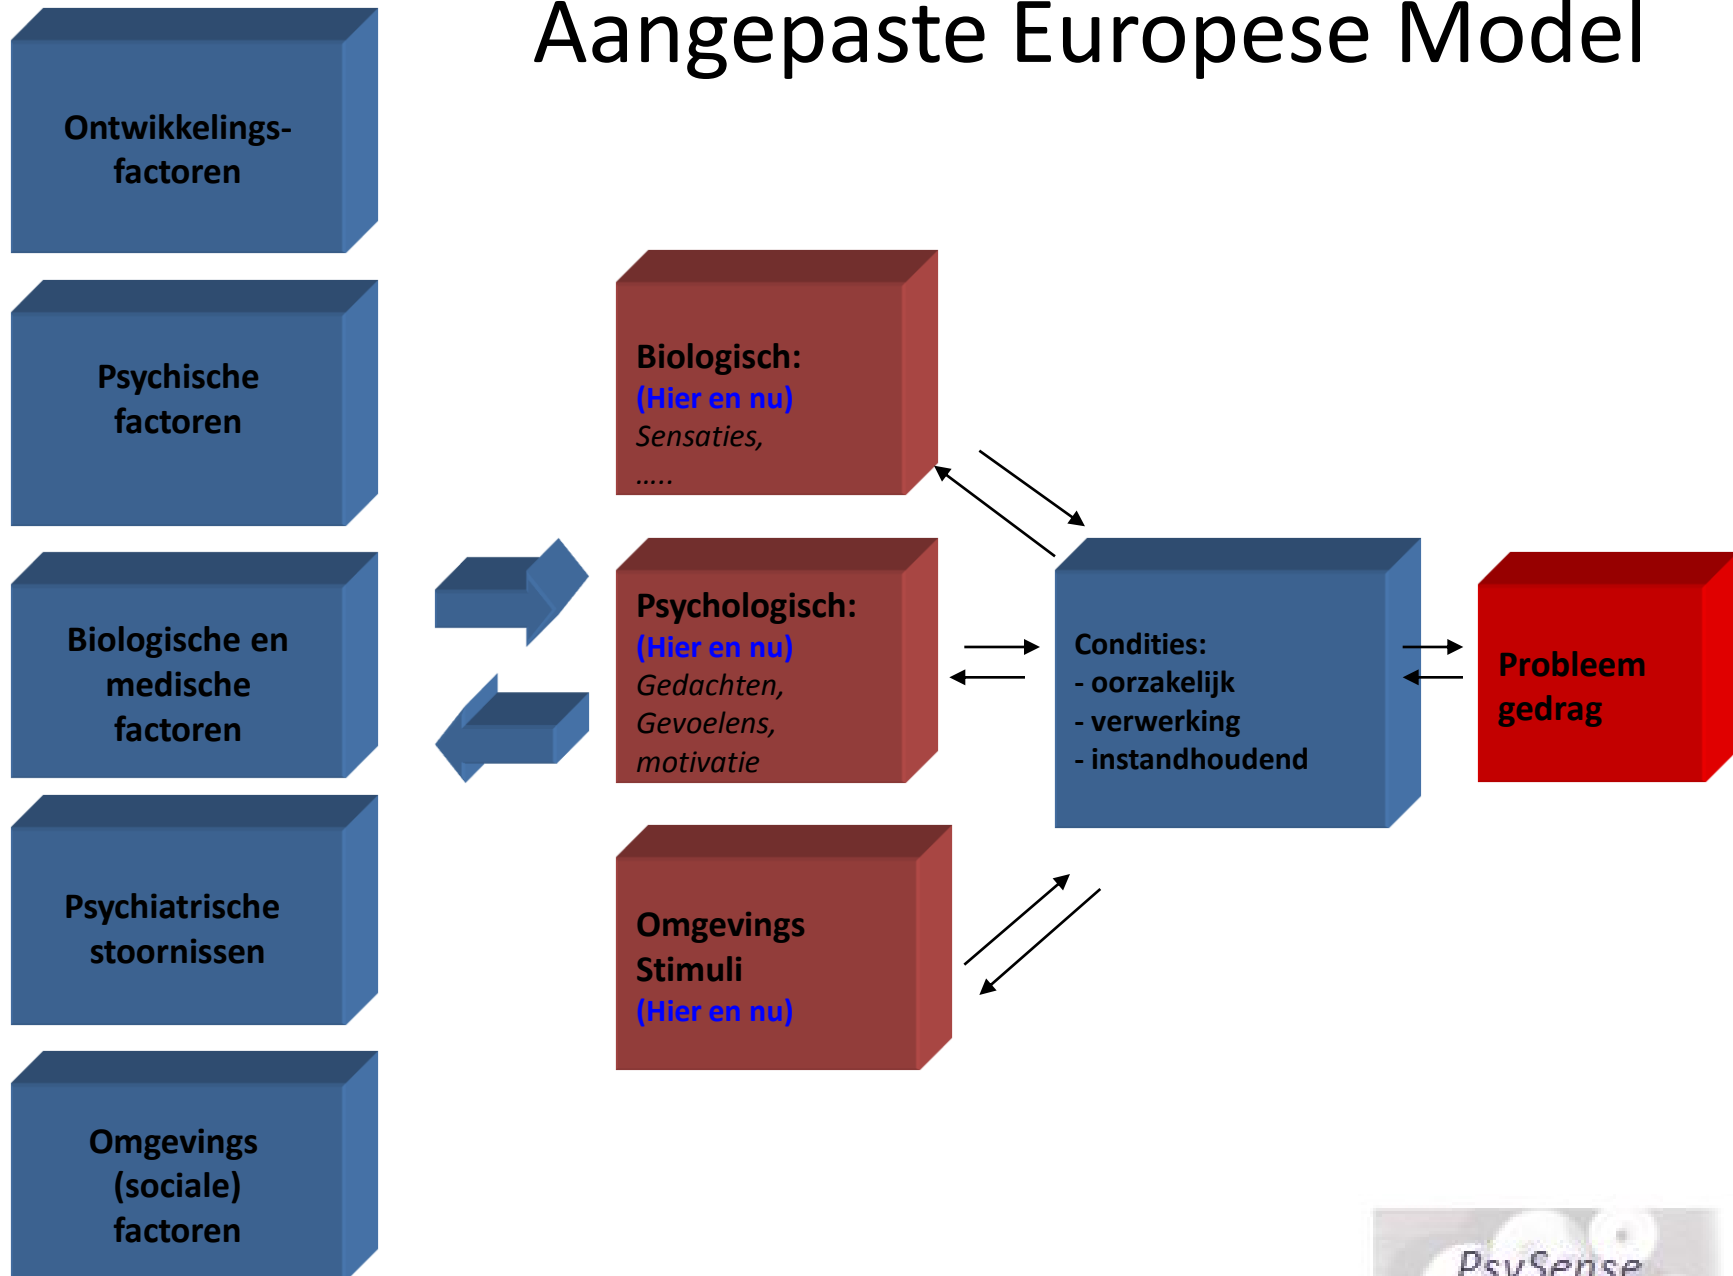 Aangepaste Europese Model
Ontwikkelings-
factoren
Psychische
factoren
Biologische en
medische
factoren
Psychiatrische
stoornissen
Omgevings
(sociale)
factoren
Biologisch:
(Hier en nu)
Sensaties,
.....
Psychologisch:
(Hier en nu)
Gedachten,
Gevoelens,
motivatie
Omgevings
Stimuli
(Hier en nu)
Condities:
- oorzakelijk
- verwerking
- instandhoudend
Probleem
gedrag
PsySense